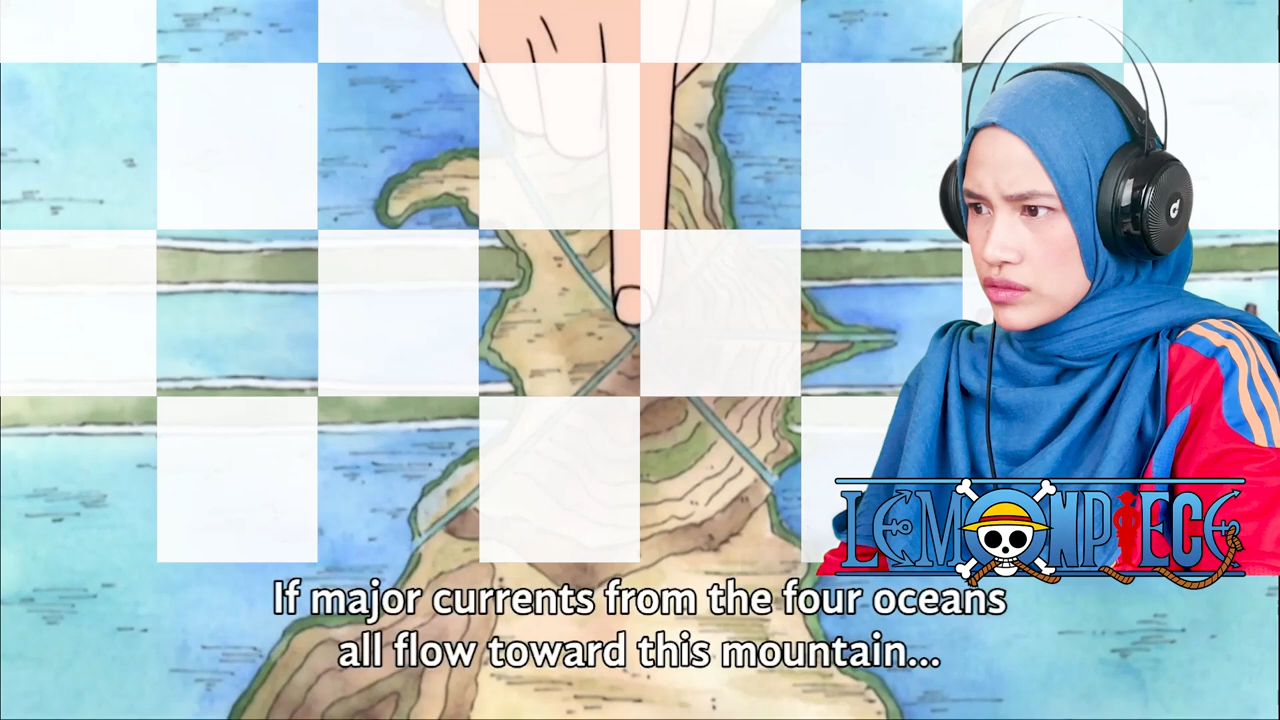 LEMONPIECE
If major currents from the four oceans
all flow toward this mountain...